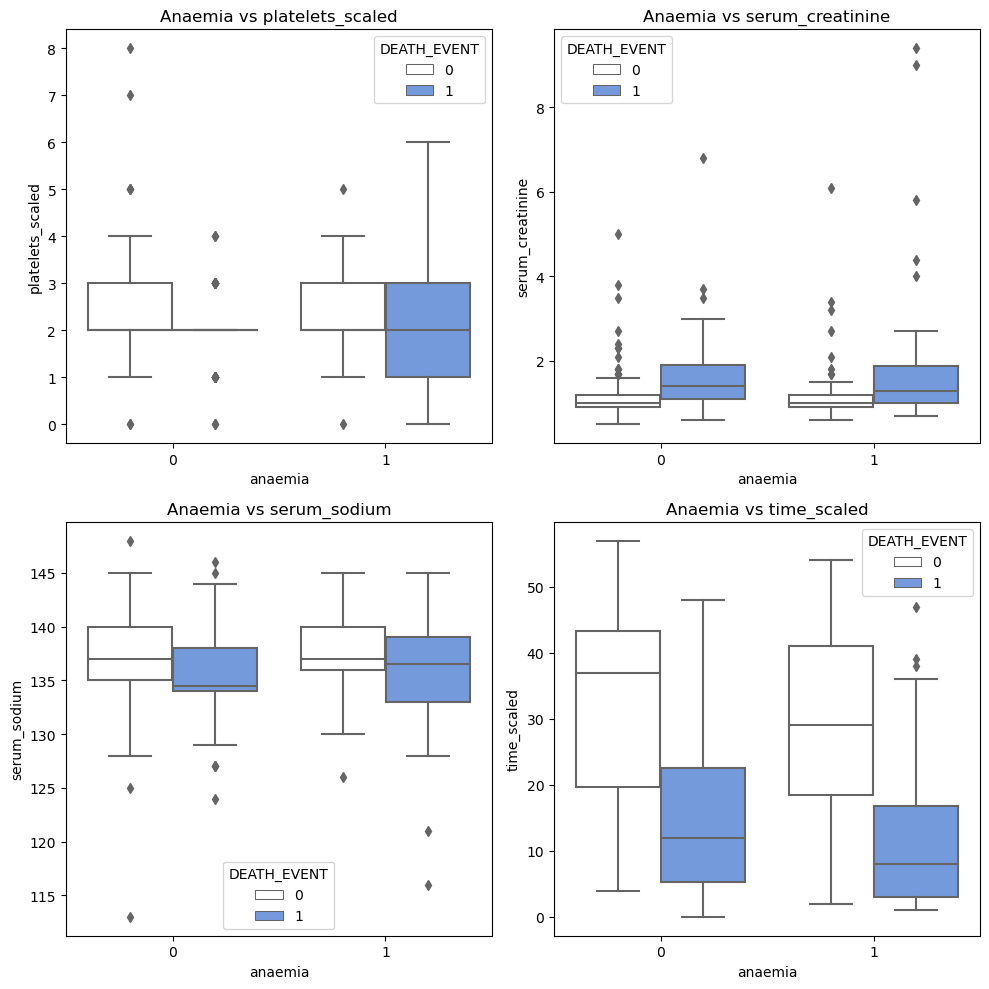 Anaemia vs platelets_scaled
platelets_scaled
8
7
6
5
4
3
2
1
0
DEATH_EVENT
0
1
0 1
anaemia
Anaemia vs serum_creatinine
serum_creatinine
8
6
4
2
DEATH_EVENT
0
1
0 1
anaemia
Anaemia vs serum_sodium
serum_sodium
145
140
135
130
125
120
115
DEATH_EVENT
0
1
0 1
anaemia
Anaemia vs time_scaled
time_scaled
50
40
30
20
10
0
DEATH_EVENT
0
1
0 1
anaemia